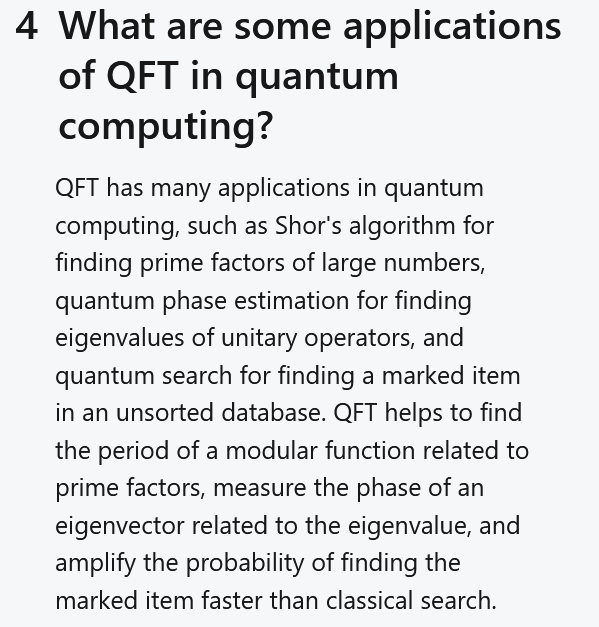 4 What are some applications
of QFT in quantum
computing?
QFT has many applications in quantum
computing, such as Shor's algorithm for
finding prime factors of large numbers,
quantum phase estimation for finding
eigenvalues of unitary operators, and
quantum search for finding a marked item
in an unsorted database. QFT helps to find
the period of a modular function related to
prime factors, measure the phase of an
eigenvector related to the eigenvalue, and
amplify the probability of finding the
marked item faster than classical search.